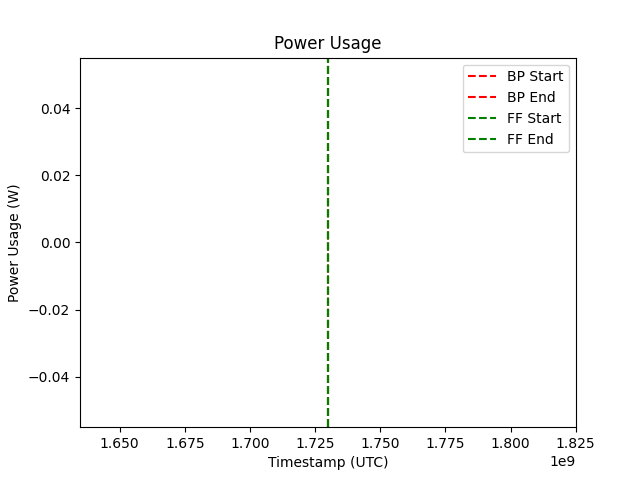 Power Usage
BP Start
BP End
FF Start
FF End
Power Usage (W)
0.04
0.02
0.00
−0.02
−0.04
1.650 1.675 1.700 1.725 1.750 1.775 1.800 1.825
1e9
Timestamp (UTC)